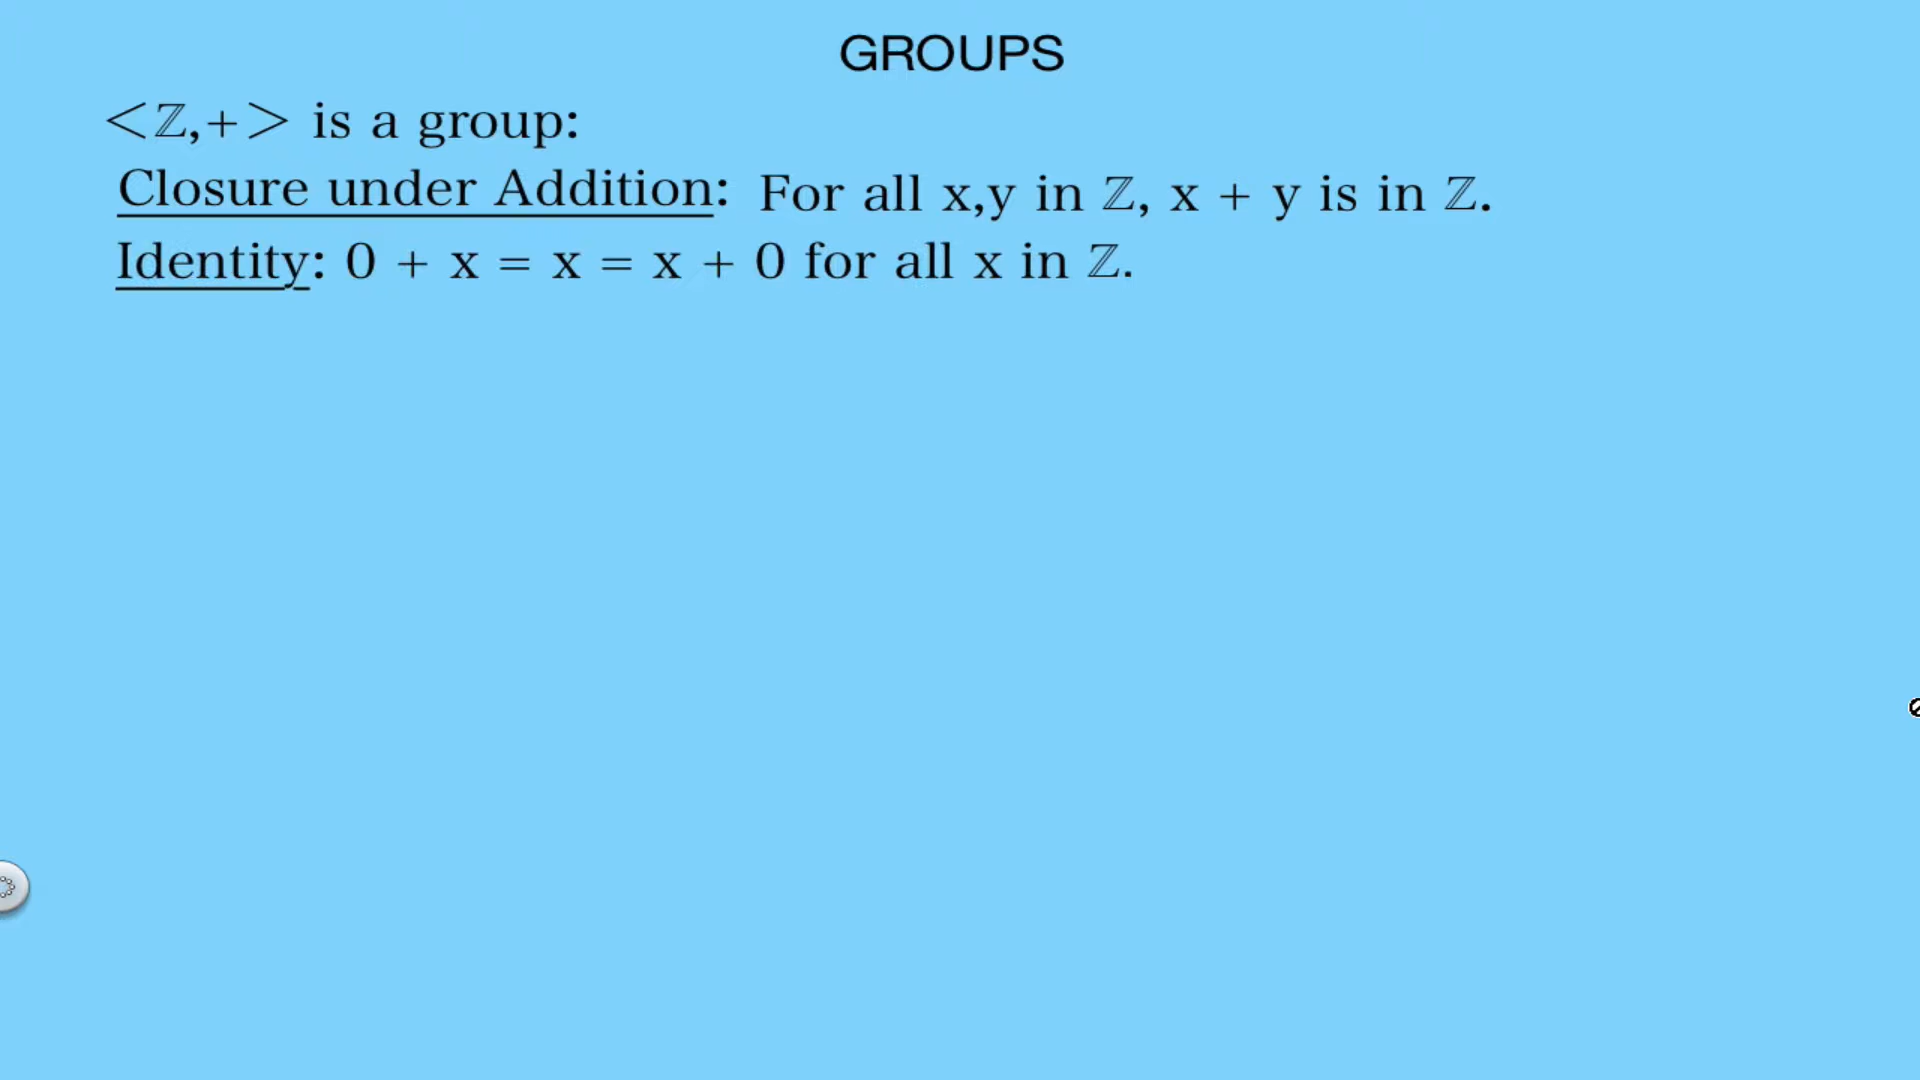 GROUPS
<ℤ,+> is a group:
Closure under Addition: For all x,y in ℤ, x + y is in ℤ.
Identity: 0 + x = x = x + 0 for all x in ℤ.